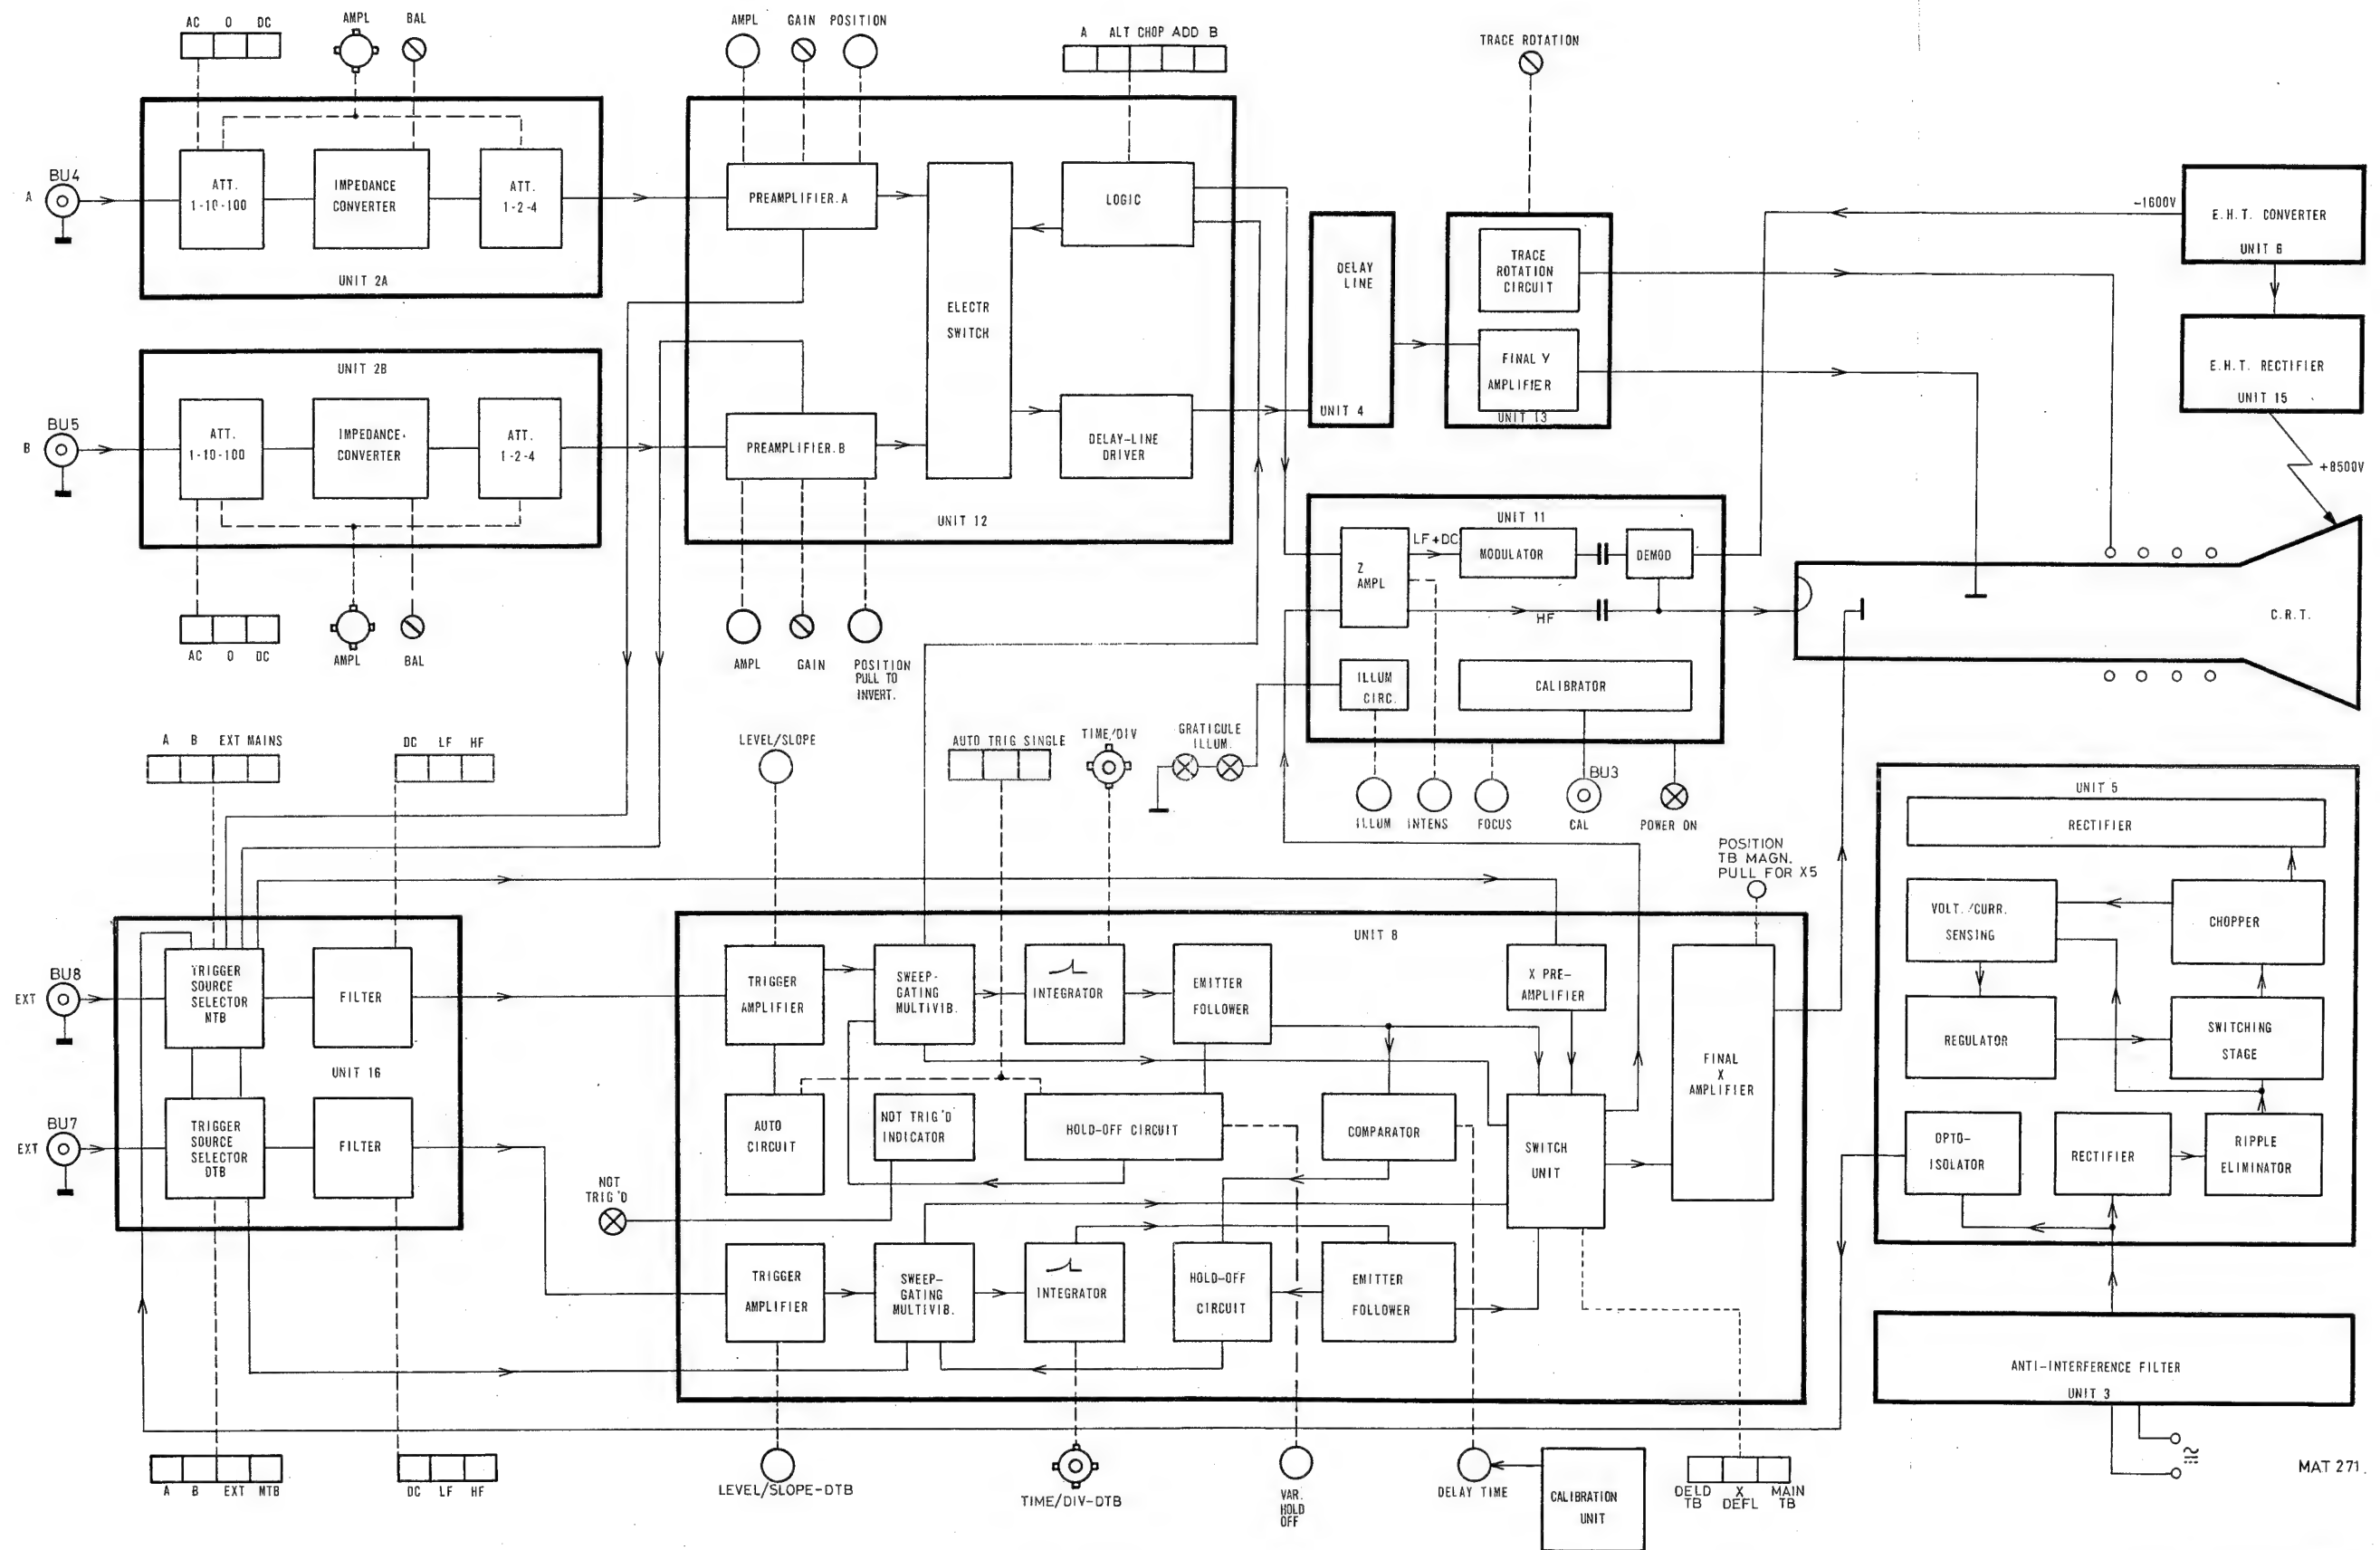 AC O DC
AMPL
BAL
AMPL
GAIN
POSITION
A ALT CHOP ADD B
TRACE ROTATION
BU4
A
ATT.
1-10-100
IMPEDANCE
CONVERTER
ATT.
1-2-4
UNIT 2A
PREAMPLIFIER.A
ELECTR
SWITCH
LOGIC
DELAY
LINE
UNIT 4
TRACE
ROTATION
CIRCUIT
FINAL Y
AMPLIFIER
UNIT 13
-1600V
E.H.T. CONVERTER
UNIT 6
E.H.T. RECTIFIER
UNIT 15
+8500V
UNIT 2B
BU5
B
ATT.
1-10-100
IMPEDANCE.
CONVERTER
ATT.
1-2-4
PREAMPLIFIER.B
DELAY-LINE
DRIVER
UNIT 12
UNIT 11
Z
AMPL
LF+DC
MODULATOR
DEMOD
HF
ILLUM
CIRC.
CALIBRATOR
C.R.T.
AC O DC
AMPL
BAL
AMPL
GAIN
POSITION
PULL TO
INVERT.
A B EXT MAINS
DC LF HF
LEVEL/SLOPE
AUTO TRIG SINGLE
TIME/DIV
GRATICULE
ILLUM.
ILLUM
INTENS
FOCUS
BU3
CAL
POWER ON
POSITION
TB MAGN.
PULL FOR X5
UNIT 5
RECTIFIER
VOLT./CURR.
SENSING
CHOPPER
REGULATOR
SWITCHING
STAGE
OPTO-
ISOLATOR
RECTIFIER
RIPPLE
ELIMINATOR
BU8
EXT
TRIGGER
SOURCE
SELECTOR
MTB
FILTER
UNIT 16
BU7
EXT
TRIGGER
SOURCE
SELECTOR
DTB
FILTER
UNIT 8
TRIGGER
AMPLIFIER
SWEEP-
GATING
MULTIVIB.
INTEGRATOR
EMITTER
FOLLOWER
X PRE-
AMPLIFIER
FINAL
X
AMPLIFIER
AUTO
CIRCUIT
NOT TRIG'D
INDICATOR
HOLD-OFF CIRCUIT
COMPARATOR
SWITCH
UNIT
NOT
TRIG'D
TRIGGER
AMPLIFIER
SWEEP-
GATING
MULTIVIB.
INTEGRATOR
HOLD-OFF
CIRCUIT
EMITTER
FOLLOWER
ANTI-INTERFERENCE FILTER
UNIT 3
A B EXT MTB
DC LF HF
LEVEL/SLOPE-DTB
TIME/DIV-DTB
VAR.
HOLD
OFF
DELAY TIME
CALIBRATION
UNIT
DELD
TB
X
DEFL
MAIN
TB
MAT 271